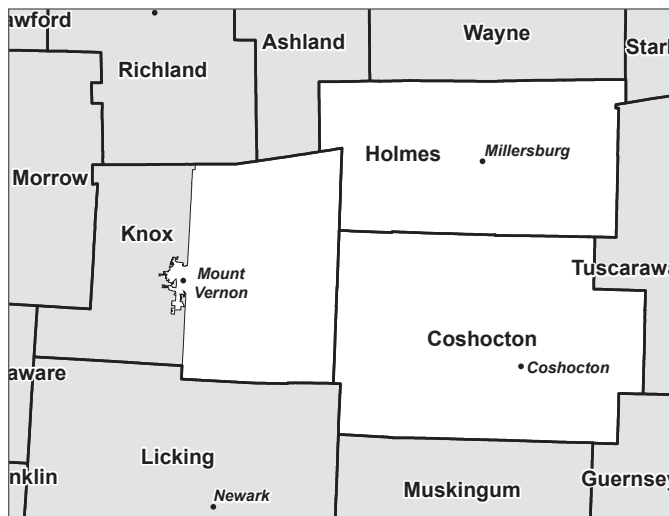 awford
Ashland
Wayne
Star
Richland
Holmes
Millersburg
Morrow
Knox
Mount
Vernon
Tuscarawa
Coshocton
Coshocton
aware
Licking
nklin
Newark
Muskingum
Guernsey